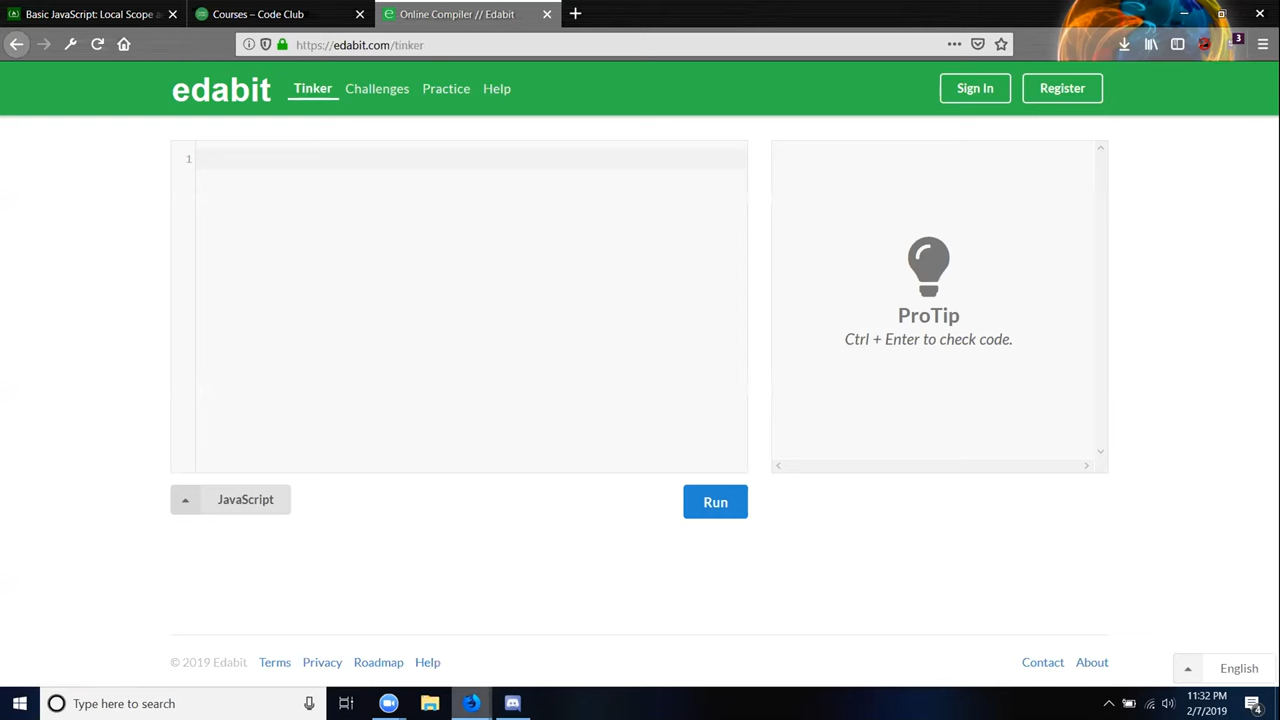 Basic JavaScript: Local Scope a
Courses – Code Club
Online Compiler // Edabit
https://edabit.com/tinker
3
edabit
Tinker
Challenges
Practice
Help
Sign In
Register
1
ProTip
Ctrl + Enter to check code.
JavaScript
Run
© 2019 Edabit
Terms
Privacy
Roadmap
Help
Contact
About
English
Type here to search
11:32 PM
2/7/2019
4